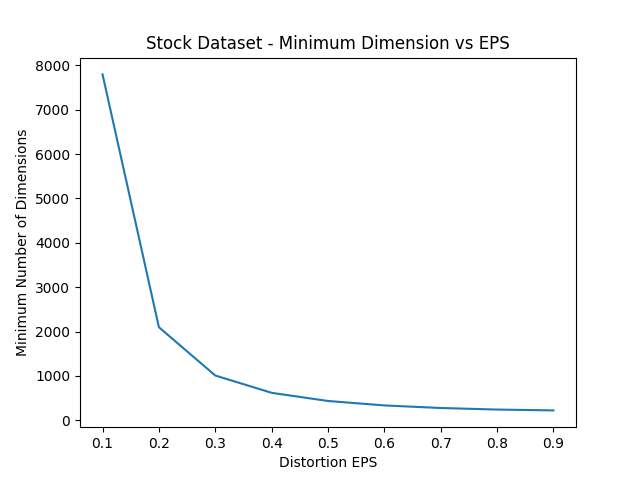 Stock Dataset - Minimum Dimension vs EPS
Minimum Number of Dimensions
8000
7000
6000
5000
4000
3000
2000
1000
0
0.1 0.2 0.3 0.4 0.5 0.6 0.7 0.8 0.9
Distortion EPS